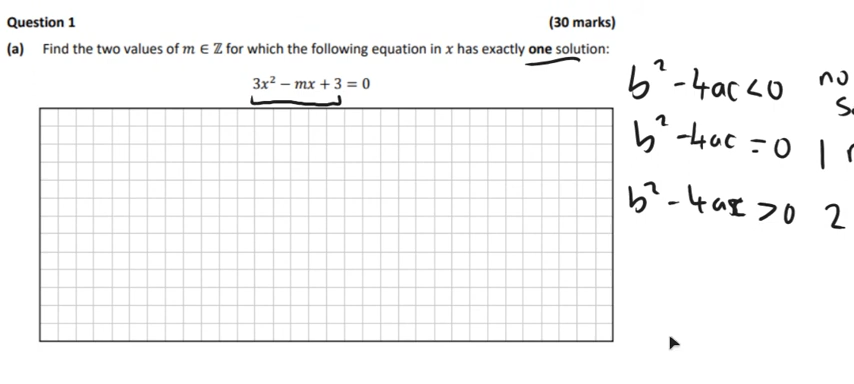 Question 1 (30 marks)
(a) Find the two values of m ∈ ℤ for which the following equation in x has exactly one solution:
3x² − mx + 3 = 0
b² - 4ac < 0 no
b² - 4ac = 0 1
b² - 4ac > 0 2